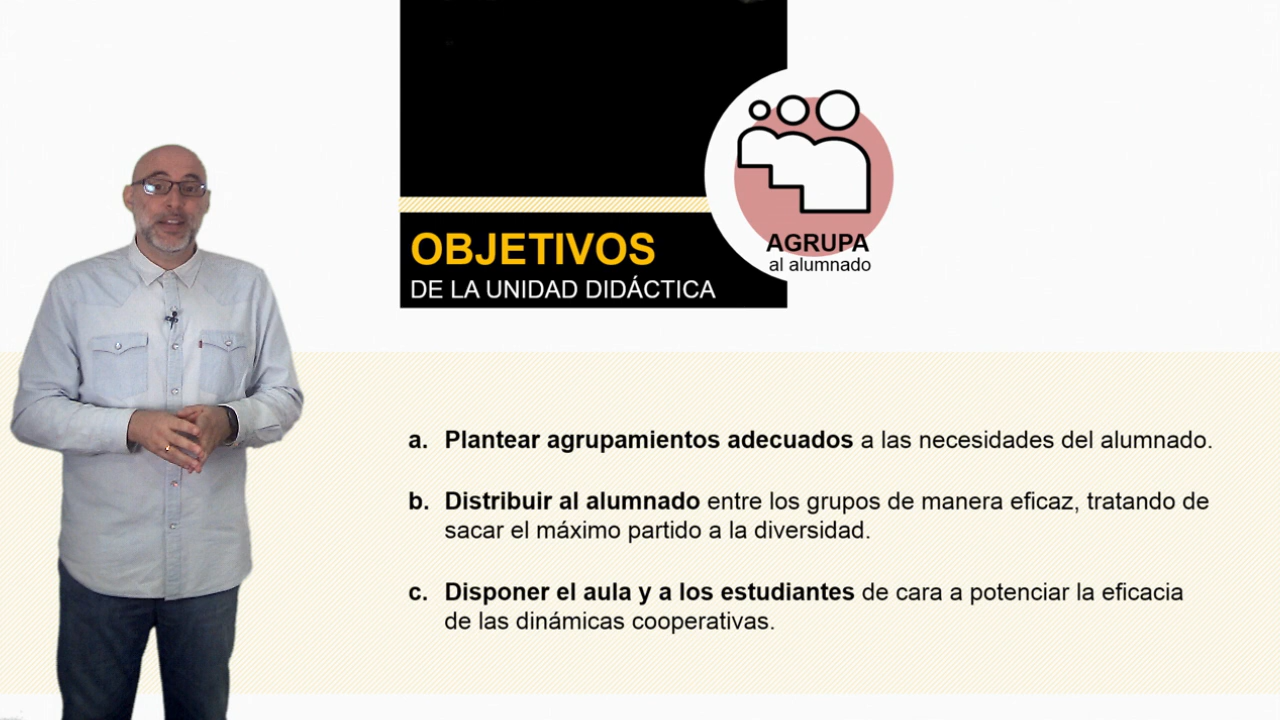 AGRUPA
al alumnado
OBJETIVOS
DE LA UNIDAD DIDÁCTICA
a. Plantear agrupamientos adecuados a las necesidades del alumnado.
b. Distribuir al alumnado entre los grupos de manera eficaz, tratando de
sacar el máximo partido a la diversidad.
c. Disponer el aula y a los estudiantes de cara a potenciar la eficacia
de las dinámicas cooperativas.